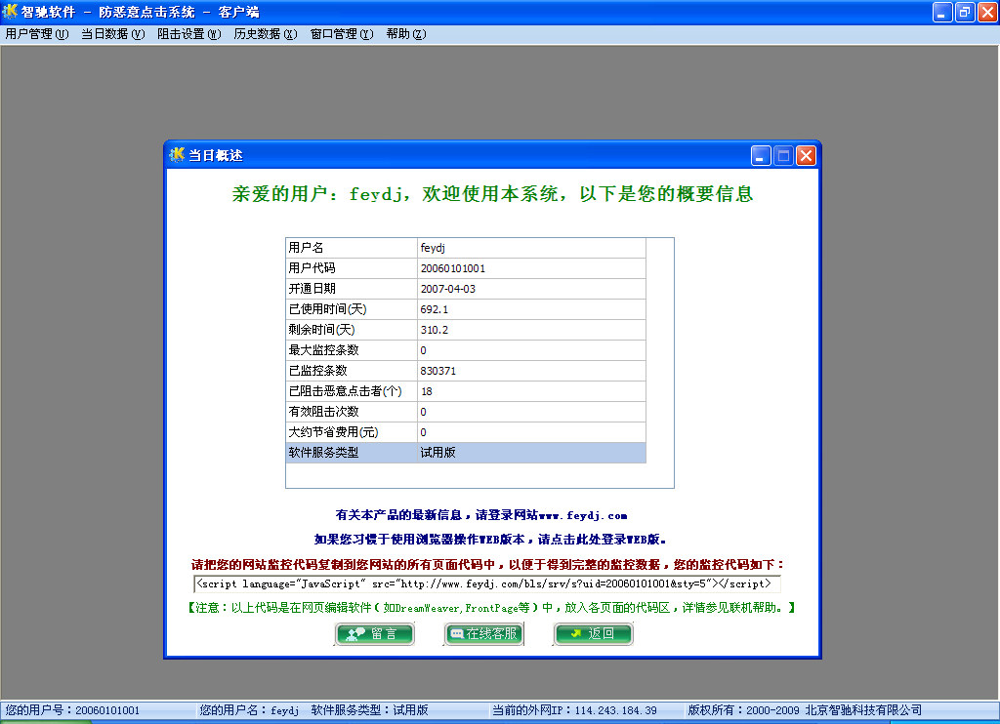 智驰软件 - 防恶意点击系统 - 客户端
用户管理(U) 当日数据(V) 阻击设置(W) 历史数据(X) 窗口管理(Y) 帮助(Z)
当日概述
亲爱的用户：feydj，欢迎使用本系统，以下是您的概要信息
用户名 feydj
用户代码 20060101001
开通日期 2007-04-03
已使用时间(天) 692.1
剩余时间(天) 310.2
最大监控条数 0
已监控条数 830371
已阻击恶意点击者(个) 18
有效阻击次数 0
大约节省费用(元) 0
软件服务类型 试用版
有关本产品的最新信息，请登录网站www.feydj.com
如果您习惯于使用浏览器操作WEB版本，请点击此处登录WEB版。
请把您的网站监控代码复制到您网站的所有页面代码中，以便于得到完整的监控数据，您的监控代码如下：
<script language="JavaScript" src="http://www.feydj.com/bls/srv/s?uid=20060101001&sty=5"></script>
【注意：以上代码是在网页编辑软件(如DreamWeaver,FrontPage等)中，放入各页面的代码区，详情参见联机帮助。】
留言 在线客服 返回
您的用户号：20060101001 您的用户名：feydj 软件服务类型：试用版 当前的外网IP：114.243.184.39 版权所有：2000-2009 北京智驰科技有限公司